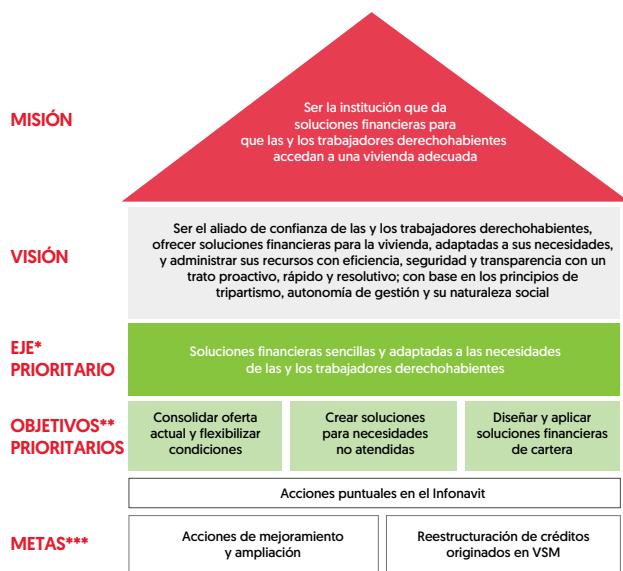 MISIÓN
Ser la institución que da
soluciones financieras para
que las y los trabajadores derechohabientes
accedan a una vivienda adecuada
VISIÓN
Ser el aliado de confianza de las y los trabajadores derechohabientes,
ofrecer soluciones financieras para la vivienda, adaptadas a sus necesidades,
y administrar sus recursos con eficiencia, seguridad y transparencia con un
trato proactivo, rápido y resolutivo; con base en los principios de
tripartismo, autonomía de gestión y su naturaleza social
EJE*
PRIORITARIO
Soluciones financieras sencillas y adaptadas a las necesidades
de las y los trabajadores derechohabientes
OBJETIVOS**
PRIORITARIOS
Consolidar oferta
actual y flexibilizar
condiciones
Crear soluciones
para necesidades
no atendidas
Diseñar y aplicar
soluciones financieras
de cartera
Acciones puntuales en el Infonavit
METAS***
Acciones de mejoramiento
y ampliación
Reestructuración de créditos
originados en VSM